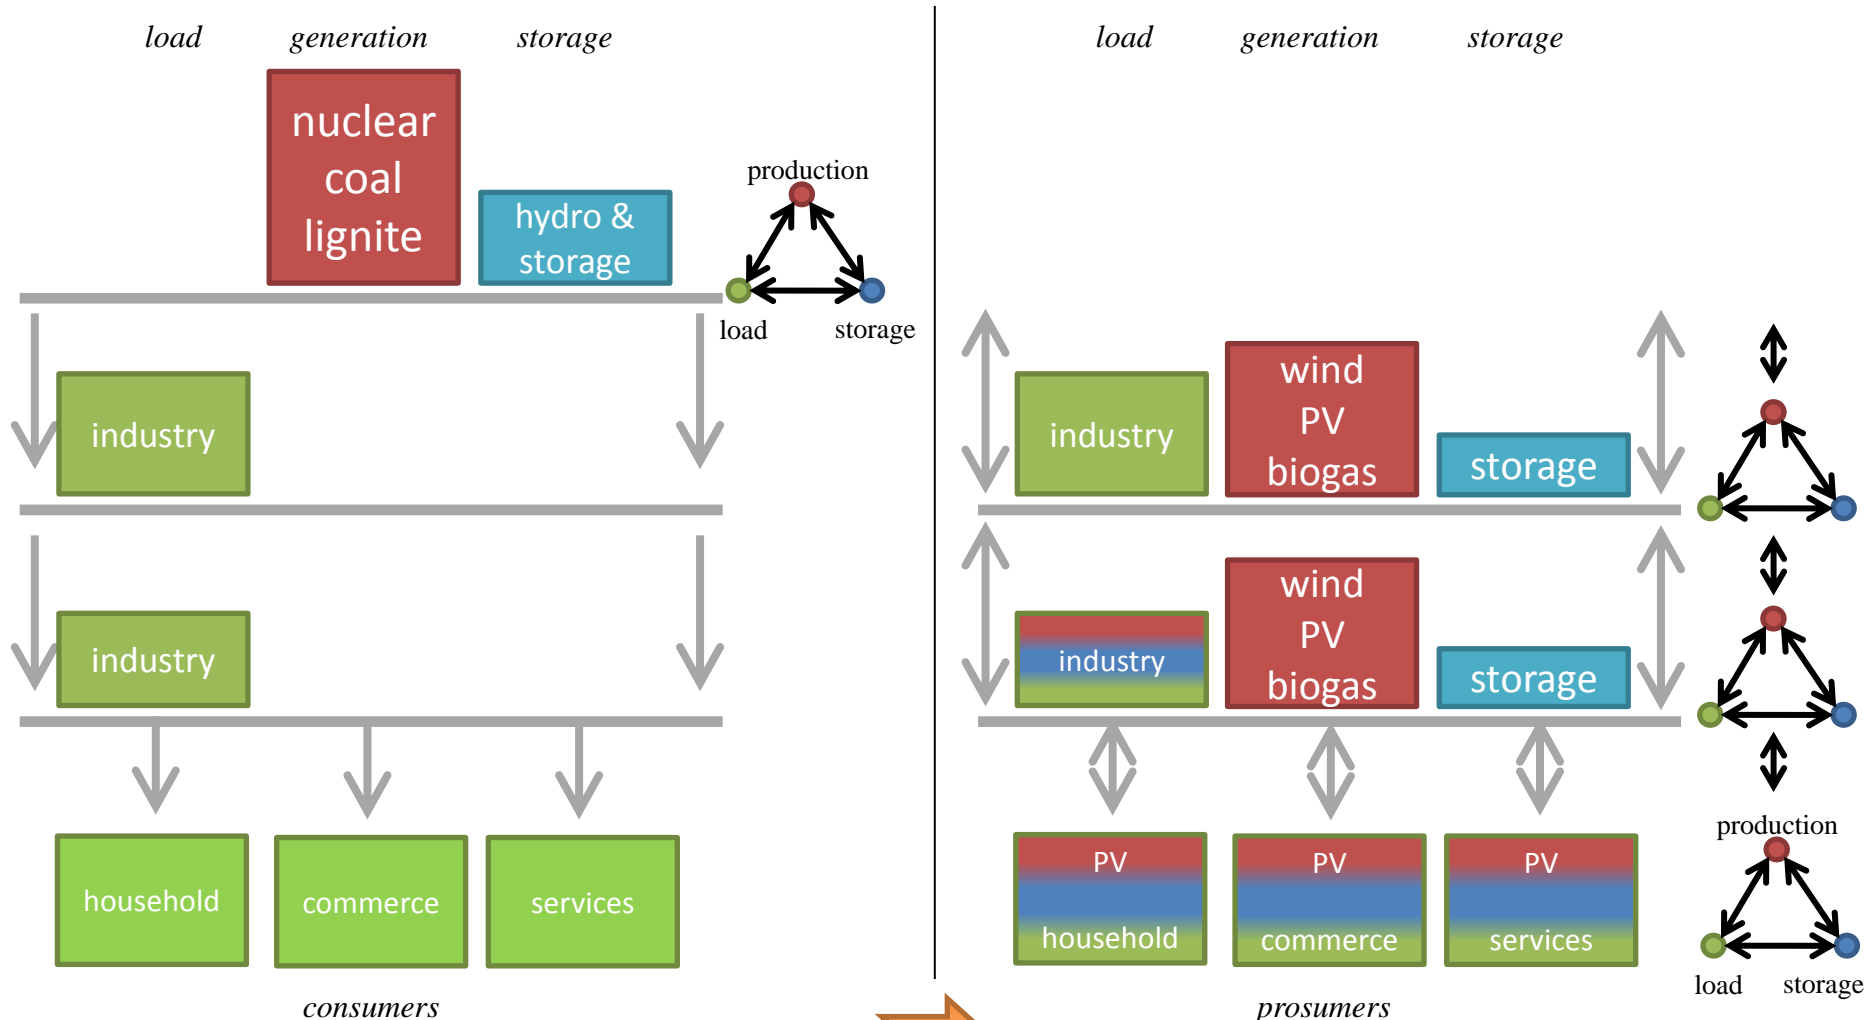 load generation storage
nuclear
coal
lignite
hydro &
storage
production
load storage
industry
industry
household commerce services
consumers
load generation storage
industry
wind
PV
biogas
storage
industry
wind
PV
biogas
storage
PV PV PV
household commerce services
production
load storage
prosumers